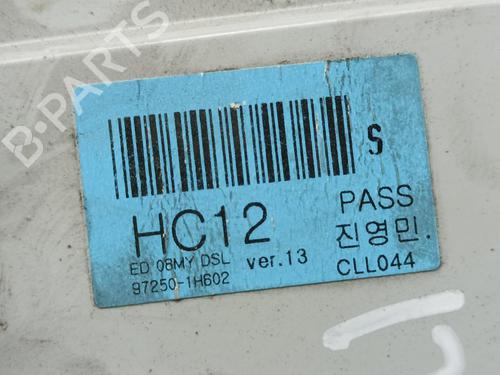 B-PARTS
S
HC12
PASS
ED 08MY DSL
ver.13
진영민.
97250-1H602
CLL044